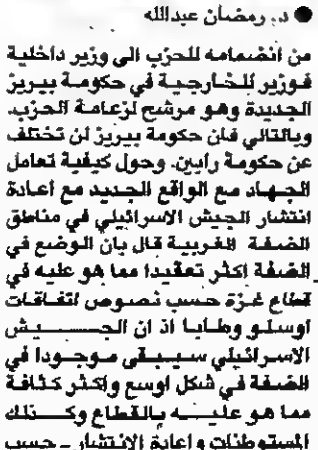 د. رمضان عبدالله
من انضمامه للحزب الى وزير داخلية
فوزير للخارجية في حكومة بيريز
الجديدة وهو مرشح لزعامة الحزب.
وبالتالي فان حكومة بيريز لن تختلف
عن حكومة رابين. وحول كيفية تعامل
الجهاد مع الواقع الجديد مع اعادة
انتشار الجيش الاسرائيلي في مناطق
الضفة الغربية قال بان الوضع في
الضفة اكثر تعقيدا مما هو عليه في
قطاع غزة حسب نصوص اتفاقات
اوسلو وطابا اذ ان الجيش
الاسرائيلي سيبقى موجودا في
الضفة في شكل اوسع واكثر كثافة
مما هو عليه بالقطاع وكذلك
المستوطنات واعادة الانتشار - حسب